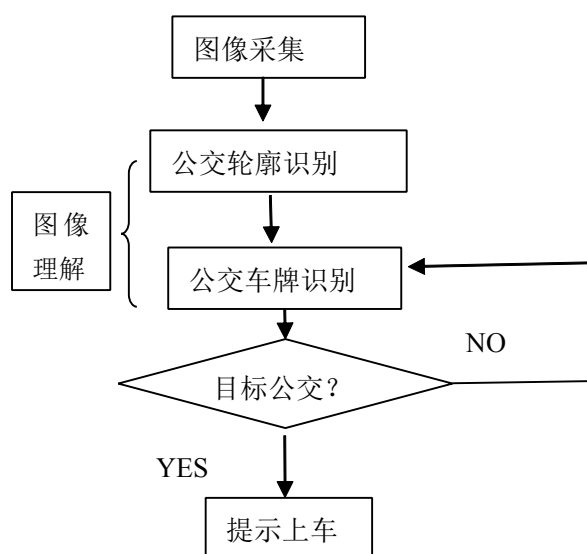 图像采集
公交轮廓识别
图像
理解
公交车牌识别
NO
目标公交？
YES
提示上车